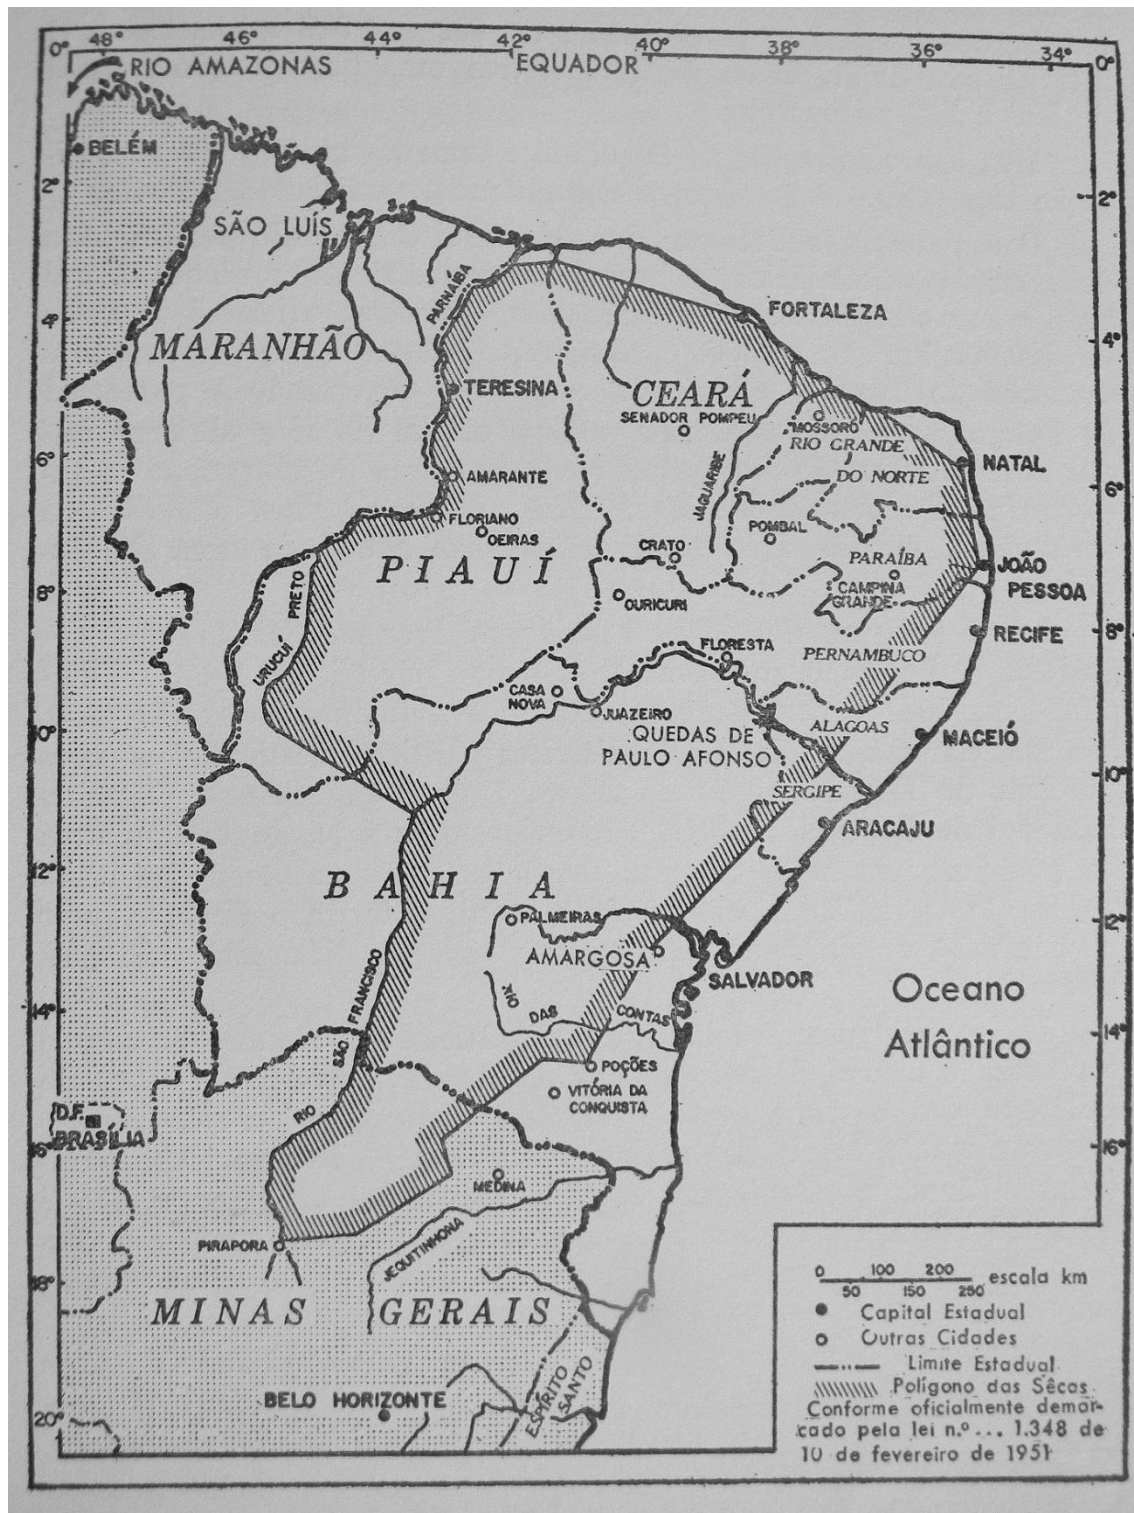 48° 46° 44° 42° 40° 38° 36° 34°
0° 0°
RIO AMAZONAS
EQUADOR
BELÉM
2° 2°
SÃO LUÍS
PARNAÍBA
FORTALEZA
4° 4°
MARANHÃO
TERESINA
CEARÁ
SENADOR POMPEU
MOSSORÓ
RIO GRANDE
DO NORTE
6° 6°
NATAL
AMARANTE
JAGUARIBE
FLORIANO
OEIRAS
POMBAL
CRATO
PARAÍBA
JOÃO
PESSOA
PIAUÍ
CAMPINA
GRANDE
8° 8°
OURICURI
URUCUÍ PRETO
RECIFE
FLORESTA
PERNAMBUCO
CASA
NOVA
JUAZEIRO
QUEDAS DE
PAULO AFONSO
ALAGOAS
MACEIÓ
10° 10°
SERGIPE
ARACAJU
12° 12°
BAHIA
PALMEIRAS
AMARGOSA
SALVADOR
RIO DAS CONTAS
Oceano
Atlântico
14° 14°
RIO SÃO FRANCISCO
POÇÕES
VITÓRIA DA
CONQUISTA
D.F.
BRASÍLIA
16° 16°
MEDINA
PIRAPORA
JEQUITINHONA
18°
MINAS GERAIS
BELO HORIZONTE
ESPÍRITO
SANTO
20°
0 100 200 escala km
50 150 250
Capital Estadual
Outras Cidades
Limite Estadual
Polígono das Sêcas
Conforme oficialmente demar-
cado pela lei n.º ... 1.348 de
10 de fevereiro de 1951